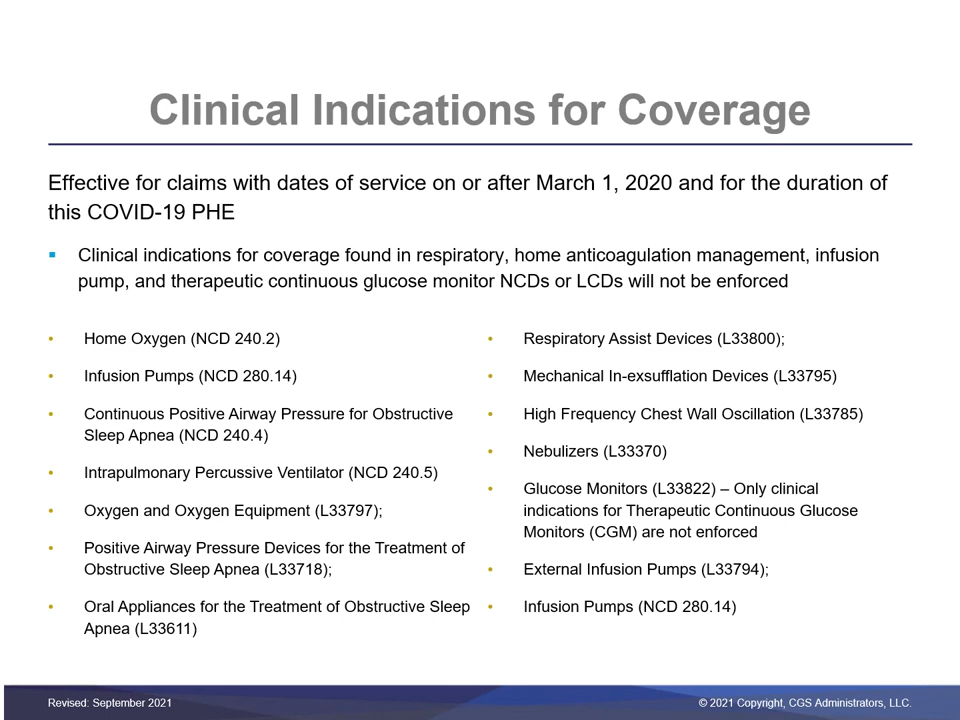 Clinical Indications for Coverage
Effective for claims with dates of service on or after March 1, 2020 and for the duration of
this COVID-19 PHE
Clinical indications for coverage found in respiratory, home anticoagulation management, infusion
pump, and therapeutic continuous glucose monitor NCDs or LCDs will not be enforced
Home Oxygen (NCD 240.2)
Infusion Pumps (NCD 280.14)
Continuous Positive Airway Pressure for Obstructive
Sleep Apnea (NCD 240.4)
Intrapulmonary Percussive Ventilator (NCD 240.5)
Oxygen and Oxygen Equipment (L33797);
Positive Airway Pressure Devices for the Treatment of
Obstructive Sleep Apnea (L33718);
Oral Appliances for the Treatment of Obstructive Sleep
Apnea (L33611)
Respiratory Assist Devices (L33800);
Mechanical In-exsufflation Devices (L33795)
High Frequency Chest Wall Oscillation (L33785)
Nebulizers (L33370)
Glucose Monitors (L33822) – Only clinical
indications for Therapeutic Continuous Glucose
Monitors (CGM) are not enforced
External Infusion Pumps (L33794);
Infusion Pumps (NCD 280.14)
Revised: September 2021
© 2021 Copyright, CGS Administrators, LLC.